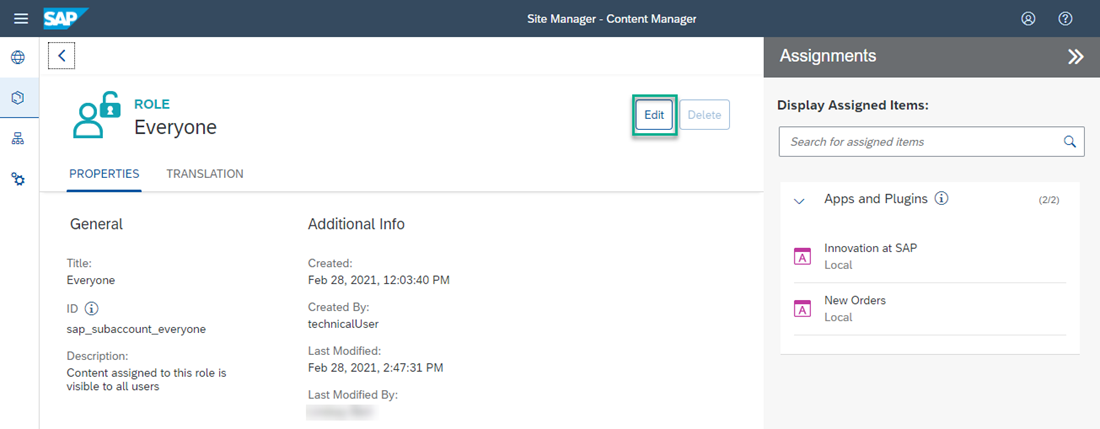 SAP
Site Manager - Content Manager
Assignments
ROLE
Everyone
Edit
Delete
Display Assigned Items:
Search for assigned items
PROPERTIES
TRANSLATION
Apps and Plugins
(2/2)
General
Additional Info
Innovation at SAP
Local
Title:
Everyone
Created:
Feb 28, 2021, 12:03:40 PM
New Orders
Local
ID
sap_subaccount_everyone
Created By:
technicalUser
Description:
Content assigned to this role is
visible to all users
Last Modified:
Feb 28, 2021, 2:47:31 PM
Last Modified By: